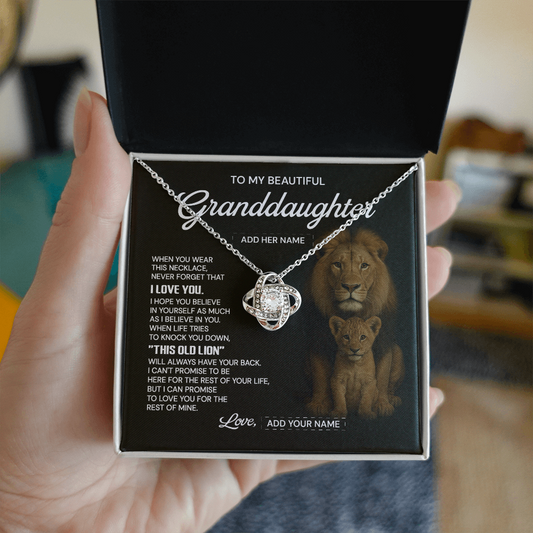 TO MY BEAUTIFUL
Granddaughter
ADD HER NAME
WHEN YOU WEAR
THIS NECKLACE,
NEVER FORGET THAT
I LOVE YOU.
I HOPE YOU BELIEVE
IN YOURSELF AS MUCH
AS I BELIEVE IN YOU.
WHEN LIFE TRIES
TO KNOCK YOU DOWN,
"THIS OLD LION"
WILL ALWAYS HAVE YOUR BACK.
I CAN'T PROMISE TO BE
HERE FOR THE REST OF YOUR LIFE,
BUT I CAN PROMISE
TO LOVE YOU FOR THE
REST OF MINE.
Love, ADD YOUR NAME